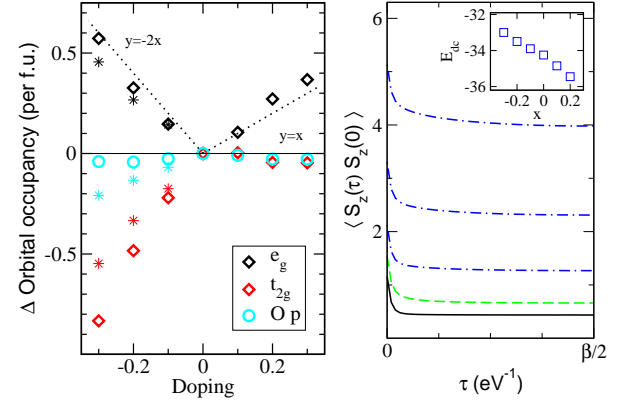 Δ Orbital occupancy (per f.u.)
0.5
0
-0.5
y=-2x
y=x
e_g
t_2g
O p
-0.2
0
0.2
Doping
⟨ S_z(τ) S_z(0) ⟩
6
4
2
0
β/2
τ (eV⁻¹)
E_dc
-32
-34
-36
-0.2
0
0.2
x